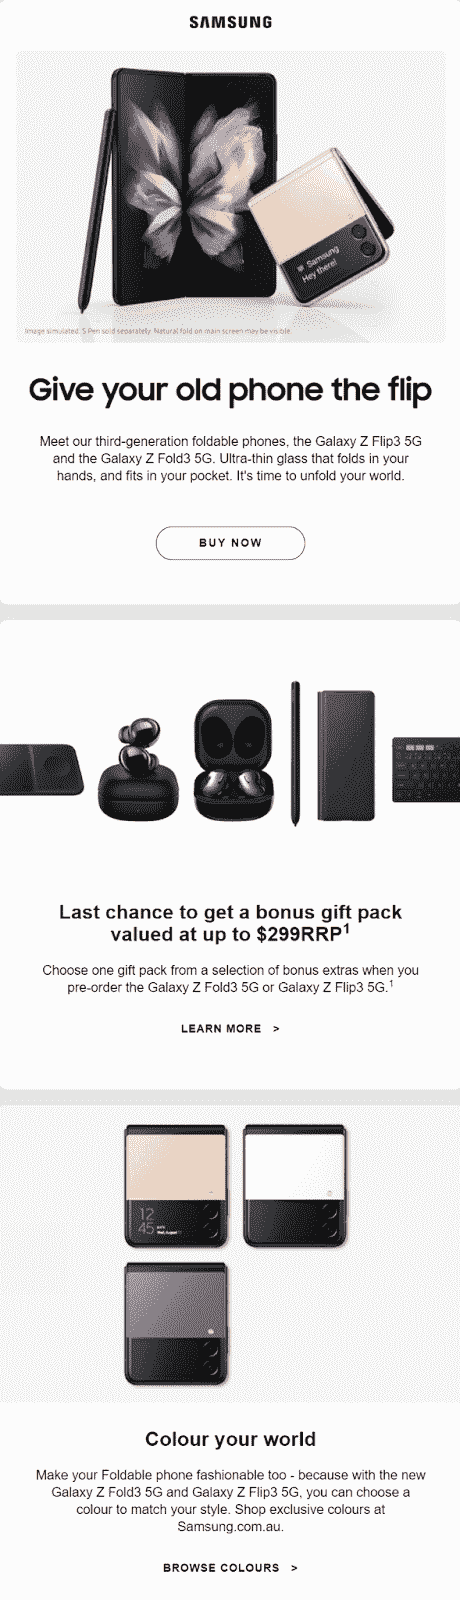 SAMSUNG
Samsung
Hey there!
Image simulated. S Pen sold separately. Natural fold on main screen may be visible.
Give your old phone the flip
Meet our third-generation foldable phones, the Galaxy Z Flip3 5G
and the Galaxy Z Fold3 5G. Ultra-thin glass that folds in your
hands, and fits in your pocket. It's time to unfold your world.
BUY NOW
Last chance to get a bonus gift pack
valued at up to $299RRP1
Choose one gift pack from a selection of bonus extras when you
pre-order the Galaxy Z Fold3 5G or Galaxy Z Flip3 5G.1
LEARN MORE >
12
45
Colour your world
Make your Foldable phone fashionable too - because with the new
Galaxy Z Fold3 5G and Galaxy Z Flip3 5G, you can choose a
colour to match your style. Shop exclusive colours at
Samsung.com.au.
BROWSE COLOURS >